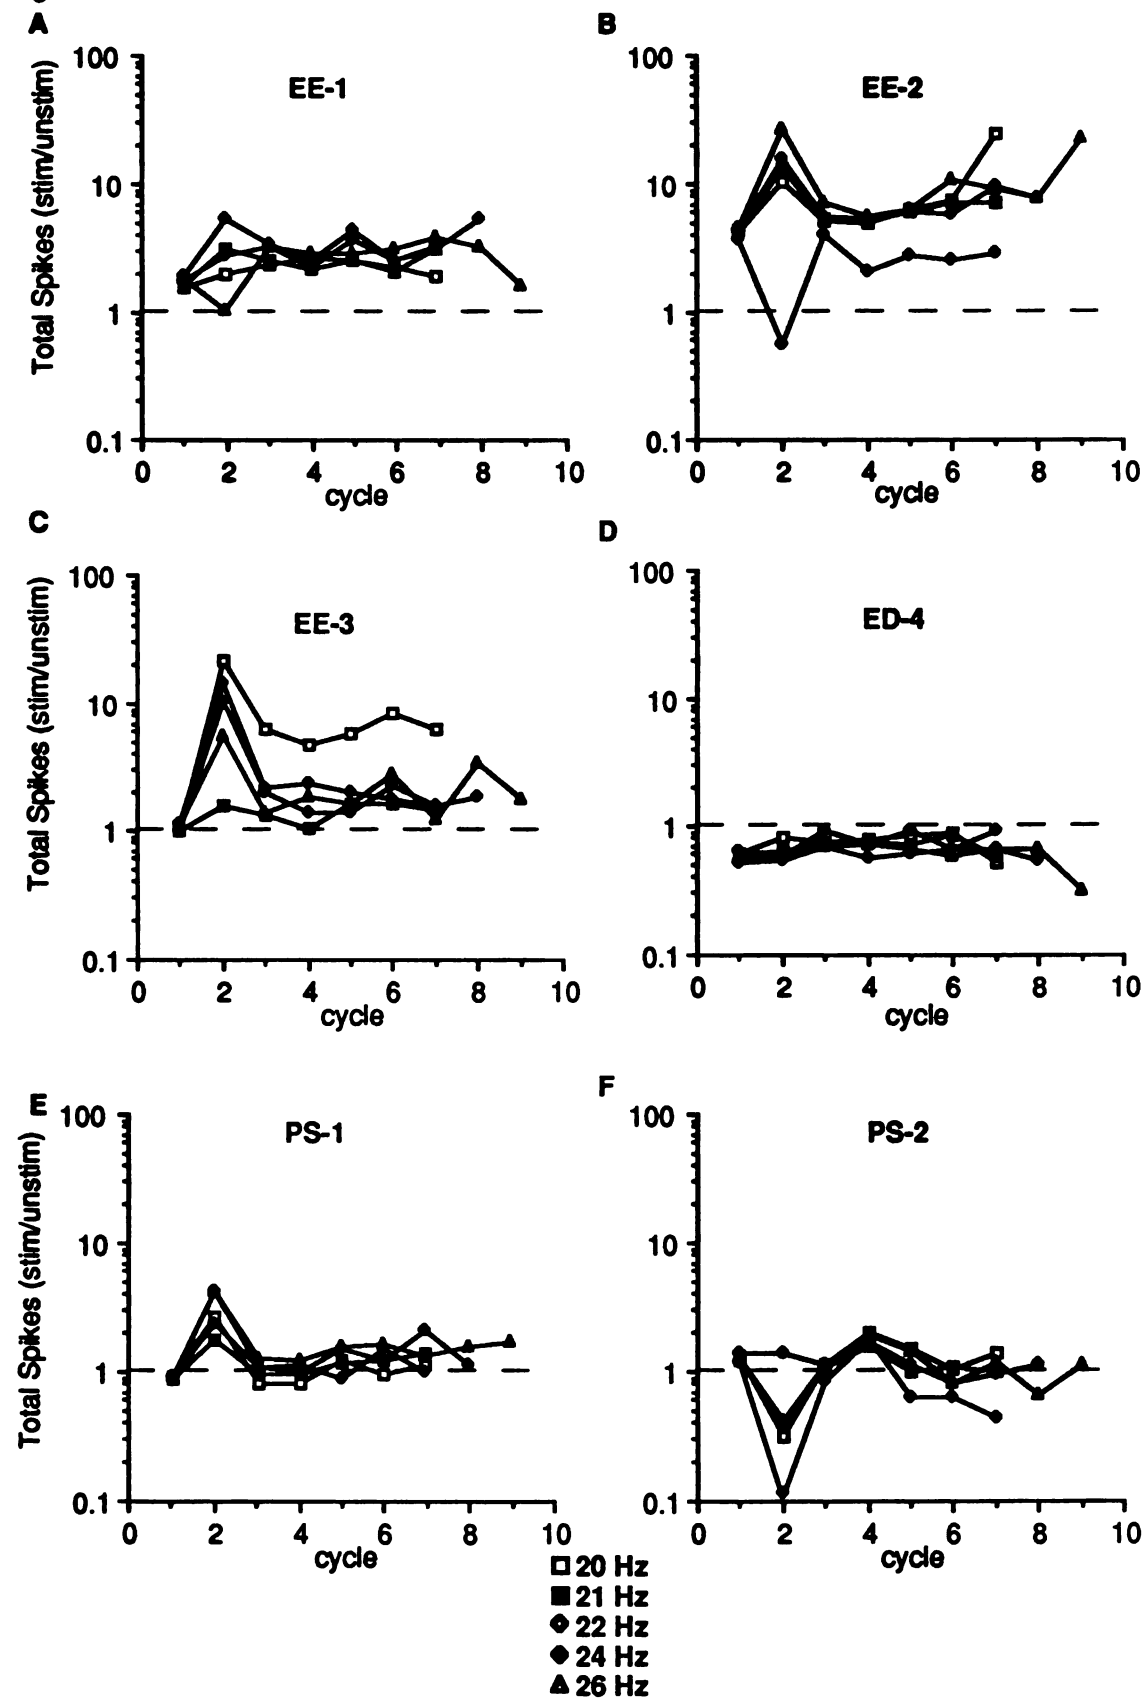 A
B
Total Spikes (stim/unstim)
100
10
1
0.1
EE-1
0 2 4 6 8 10
cycle
100
10
1
0.1
EE-2
0 2 4 6 8 10
cycle
C
D
Total Spikes (stim/unstim)
100
10
1
0.1
EE-3
0 2 4 6 8 10
cycle
100
10
1
0.1
ED-4
0 2 4 6 8 10
cycle
E
F
Total Spikes (stim/unstim)
100
10
1
0.1
PS-1
0 2 4 6 8 10
cycle
100
10
1
0.1
PS-2
0 2 4 6 8 10
cycle
20 Hz
21 Hz
22 Hz
24 Hz
26 Hz